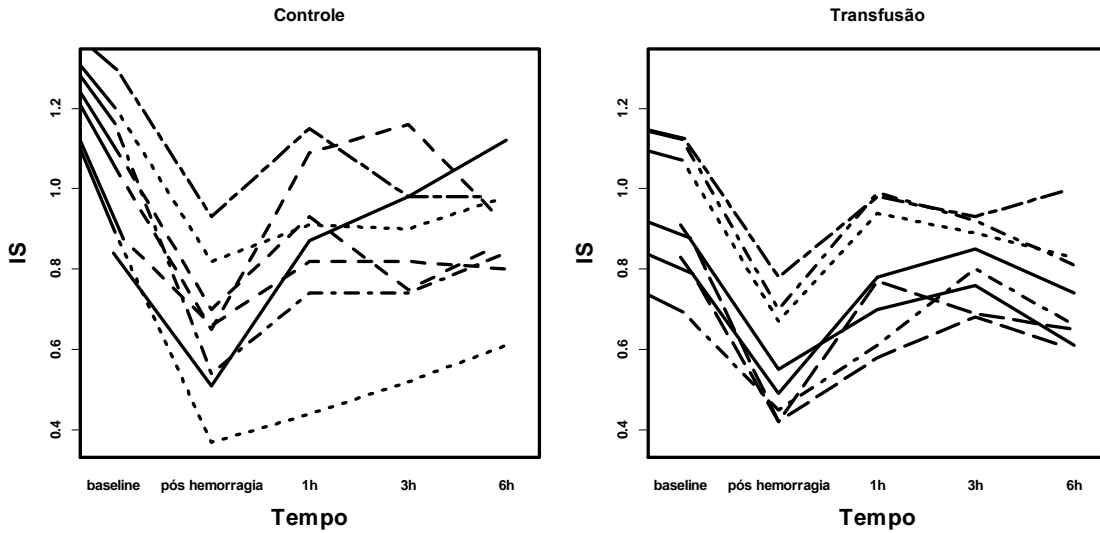 Controle
IS
1.2
1.0
0.8
0.6
0.4
baseline pós hemorragia 1h 3h 6h
Tempo
Transfusão
IS
1.2
1.0
0.8
0.6
0.4
baseline pós hemorragia 1h 3h 6h
Tempo